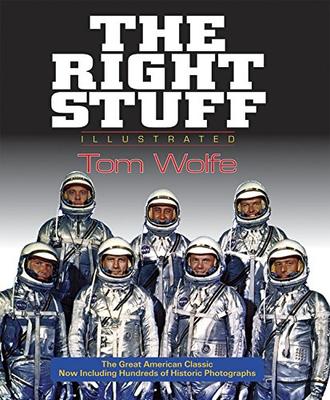 THE
RIGHT
STUFF
ILLUSTRATED
Tom Wolfe
The Great American Classic
Now Including Hundreds of Historic Photographs